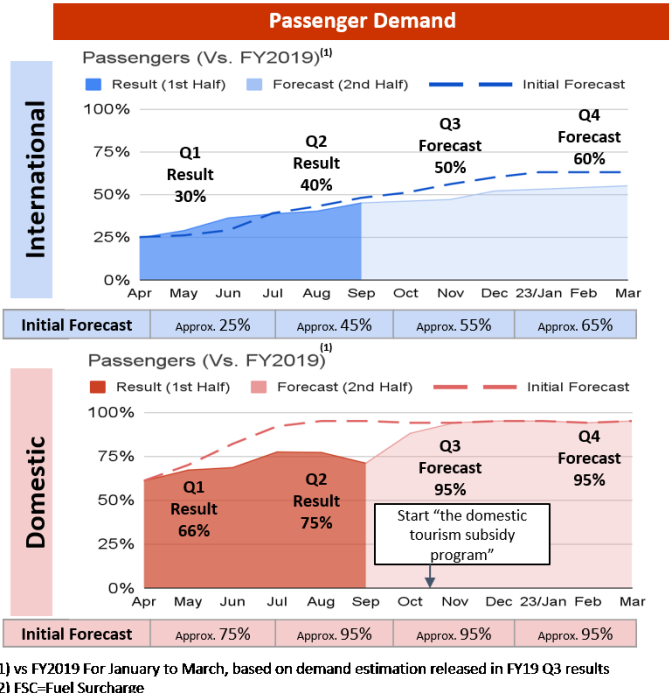 Passenger Demand
International
Passengers (Vs. FY2019)(1)
Result (1st Half) Forecast (2nd Half) Initial Forecast
100%
75%
50%
25%
0%
Q1
Result
30%
Q2
Result
40%
Q3
Forecast
50%
Q4
Forecast
60%
Apr May Jun Jul Aug Sep Oct Nov Dec 23/Jan Feb Mar
Initial Forecast Approx. 25% Approx. 45% Approx. 55% Approx. 65%
Domestic
Passengers (Vs. FY2019)(1)
Result (1st Half) Forecast (2nd Half) Initial Forecast
100%
75%
50%
25%
0%
Q1
Result
66%
Q2
Result
75%
Q3
Forecast
95%
Q4
Forecast
95%
Start “the domestic
tourism subsidy
program”
Apr May Jun Jul Aug Sep Oct Nov Dec 23/Jan Feb Mar
Initial Forecast Approx. 75% Approx. 95% Approx. 95% Approx. 95%
1) vs FY2019 For January to March, based on demand estimation released in FY19 Q3 results
2) FSC=Fuel Surcharge